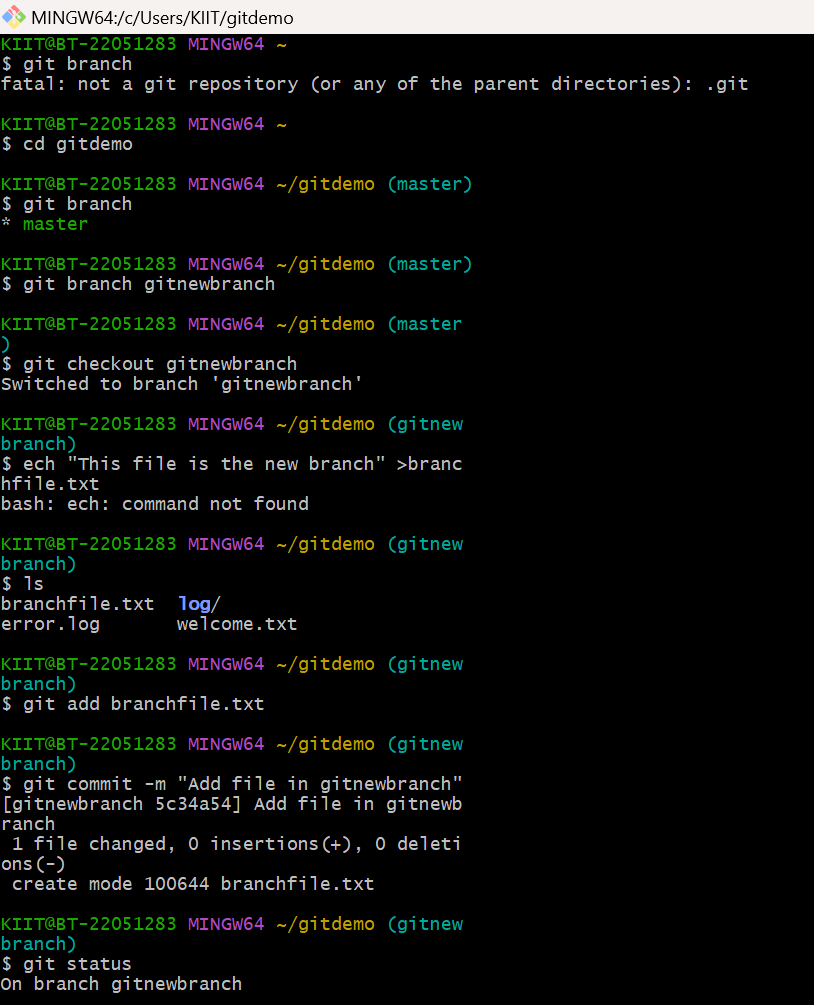 MINGW64:/c/Users/KIIT/gitdemo
KIIT@BT-22051283 MINGW64 ~
$ git branch
fatal: not a git repository (or any of the parent directories): .git
KIIT@BT-22051283 MINGW64 ~
$ cd gitdemo
KIIT@BT-22051283 MINGW64 ~/gitdemo (master)
$ git branch
* master
KIIT@BT-22051283 MINGW64 ~/gitdemo (master)
$ git branch gitnewbranch
KIIT@BT-22051283 MINGW64 ~/gitdemo (master
)
$ git checkout gitnewbranch
Switched to branch 'gitnewbranch'
KIIT@BT-22051283 MINGW64 ~/gitdemo (gitnew
branch)
$ ech "This file is the new branch" >branc
hfile.txt
bash: ech: command not found
KIIT@BT-22051283 MINGW64 ~/gitdemo (gitnew
branch)
$ ls
branchfile.txt  log/
error.log       welcome.txt
KIIT@BT-22051283 MINGW64 ~/gitdemo (gitnew
branch)
$ git add branchfile.txt
KIIT@BT-22051283 MINGW64 ~/gitdemo (gitnew
branch)
$ git commit -m "Add file in gitnewbranch"
[gitnewbranch 5c34a54] Add file in gitnewb
ranch
 1 file changed, 0 insertions(+), 0 deleti
ons(-)
 create mode 100644 branchfile.txt
KIIT@BT-22051283 MINGW64 ~/gitdemo (gitnew
branch)
$ git status
On branch gitnewbranch